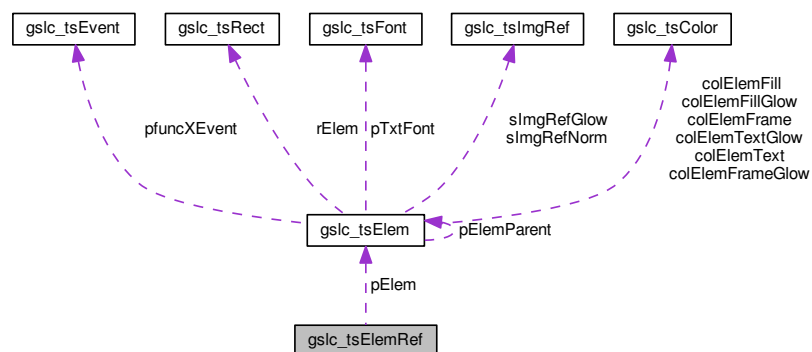 gslc_tsEvent
gslc_tsRect
gslc_tsFont
gslc_tsImgRef
gslc_tsColor
pfuncXEvent
rElem
pTxtFont
sImgRefGlow
sImgRefNorm
colElemFill
colElemFillGlow
colElemFrame
colElemTextGlow
colElemText
colElemFrameGlow
gslc_tsElem
pElemParent
pElem
gslc_tsElemRef